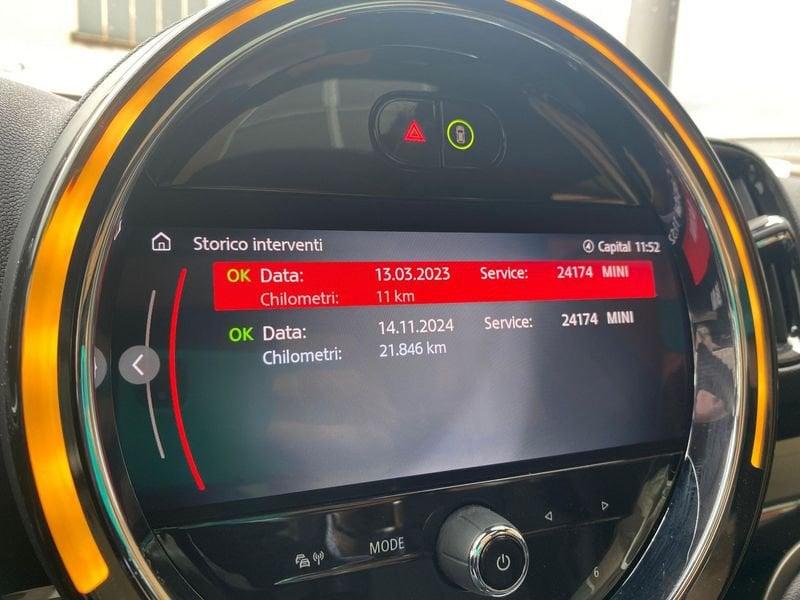 Storico interventi
Capital 11:52
OK Data: 13.03.2023 Service: 24174 MINI
Chilometri: 11 km
OK Data: 14.11.2024 Service: 24174 MINI
Chilometri: 21.846 km
MODE
6